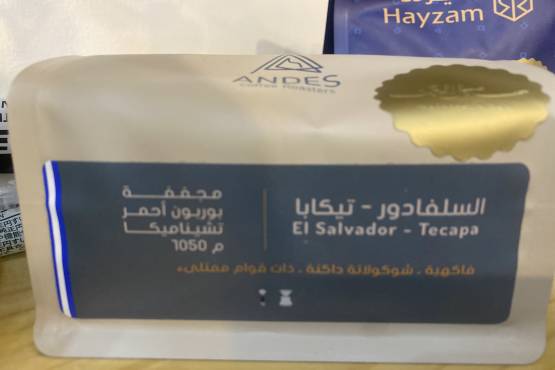 Hayzam
ANDES
Coffee Roasters
السلفادور - تيكابا
El Salvador - Tecapa
مجففة
بوربون أحمر
تشيناميكا
1050 م
فاكهية ، شوكولاتة داكنة ، ذات قوام ممتلىء